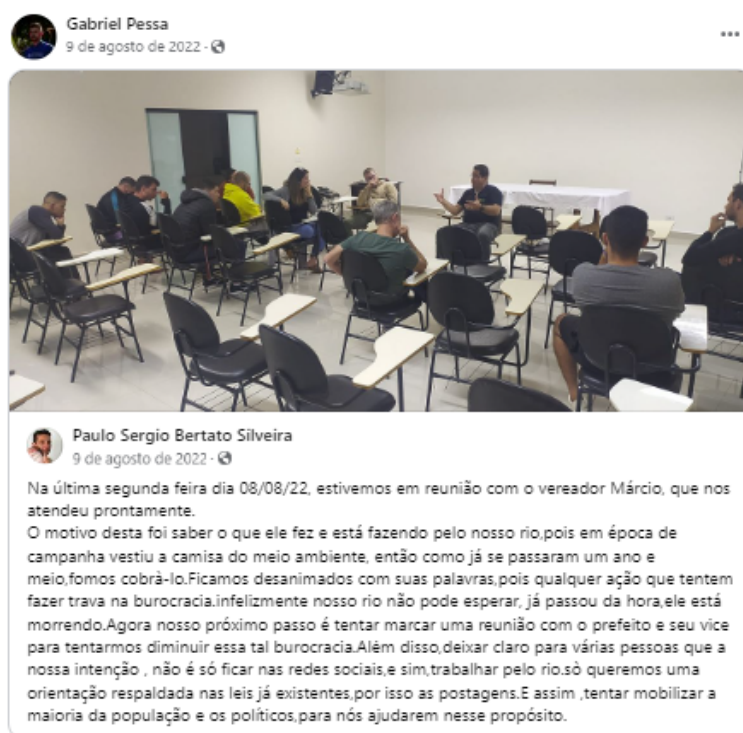 Gabriel Pessa
9 de agosto de 2022 ·
Paulo Sergio Bertato Silveira
9 de agosto de 2022 ·
Na última segunda feira dia 08/08/22, estivemos em reunião com o vereador Márcio, que nos
atendeu prontamente.
O motivo desta foi saber o que ele fez e está fazendo pelo nosso rio,pois em época de
campanha vestiu a camisa do meio ambiente, então como já se passaram um ano e
meio,fomos cobrà-lo.Ficamos desanimados com suas palavras,pois qualquer ação que tentem
fazer trava na burocracia.infelizmente nosso rio não pode esperar, já passou da hora,ele está
morrendo.Agora nosso próximo passo é tentar marcar uma reunião com o prefeito e seu vice
para tentarmos diminuir essa tal burocracia.Além disso,deixar claro para várias pessoas que a
nossa intenção , não é só ficar nas redes sociais,e sim,trabalhar pelo rio.sò queremos uma
orientação respaldada nas leis já existentes,por isso as postagens.E assim ,tentar mobilizar a
maioria da população e os políticos,para nós ajudarem nesse propósito.